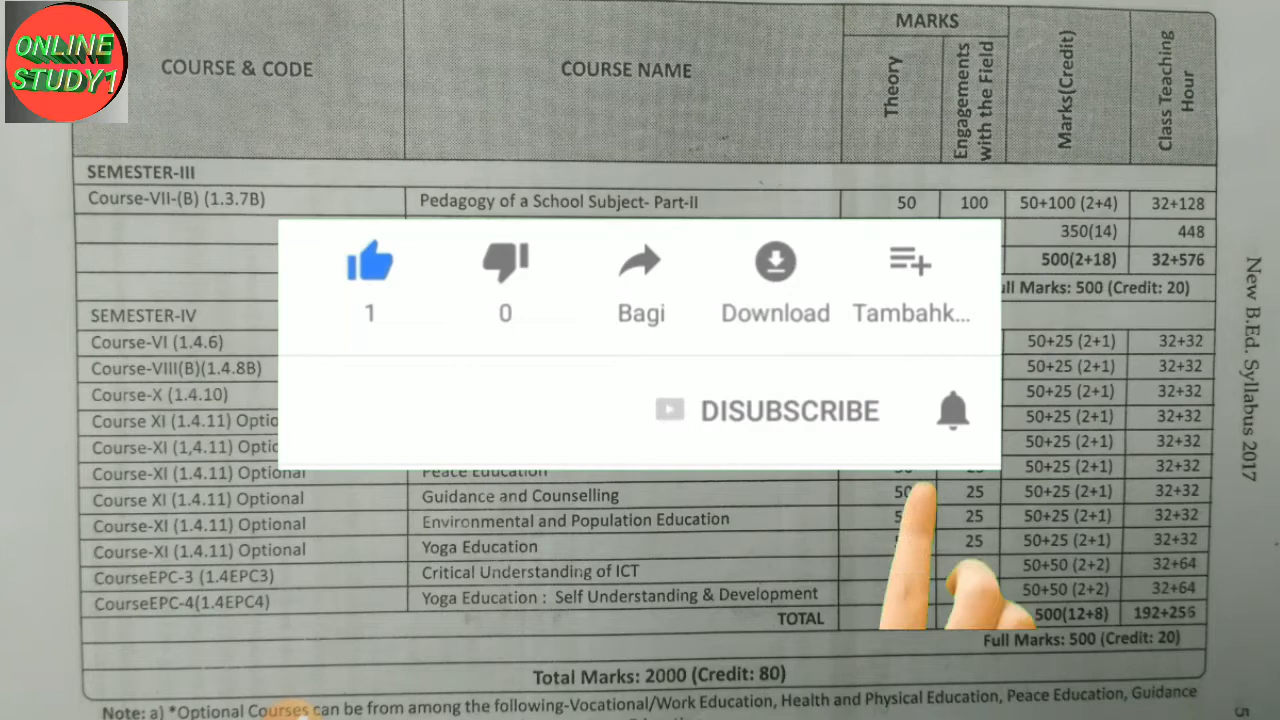 ONLINE
STUDY1
MARKS
COURSE & CODE COURSE NAME Theory Engagements with the Field Marks(Credit) Class Teaching Hour
SEMESTER-III
Course-VII-(B) (1.3.7B) Pedagogy of a School Subject- Part-II 50 100 50+100 (2+4) 32+128
350(14) 448
500(2+18) 32+576
Full Marks: 500 (Credit: 20)
1 0 Bagi Download Tambahk...
DISUBSCRIBE
SEMESTER-IV
Course-VI (1.4.6) 50+25 (2+1) 32+32
Course-VIII(B)(1.4.8B) 50+25 (2+1) 32+32
Course-X (1.4.10) 50+25 (2+1) 32+32
Course XI (1.4.11) Optio 50+25 (2+1) 32+32
Course-XI (1,4.11) Optic 50+25 (2+1) 32+32
Course-XI (1.4.11) Optional Peace Education 50+25 (2+1) 32+32
Course XI (1.4.11) Optional Guidance and Counselling 50 25 50+25 (2+1) 32+32
Course-XI (1.4.11) Optional Environmental and Population Education 25 50+25 (2+1) 32+32
Course-XI (1.4.11) Optional Yoga Education 25 50+25 (2+1) 32+32
CourseEPC-3 (1.4EPC3) Critical Understanding of ICT 50+50 (2+2) 32+64
CourseEPC-4(1.4EPC4) Yoga Education : Self Understanding & Development 50+50 (2+2) 32+64
TOTAL 500(12+8) 192+256
Full Marks: 500 (Credit: 20)
Total Marks: 2000 (Credit: 80)
Note: a) *Optional Courses can be from among the following-Vocational/Work Education, Health and Physical Education, Peace Education, Guidance
New B.Ed. Syllabus 2017
5